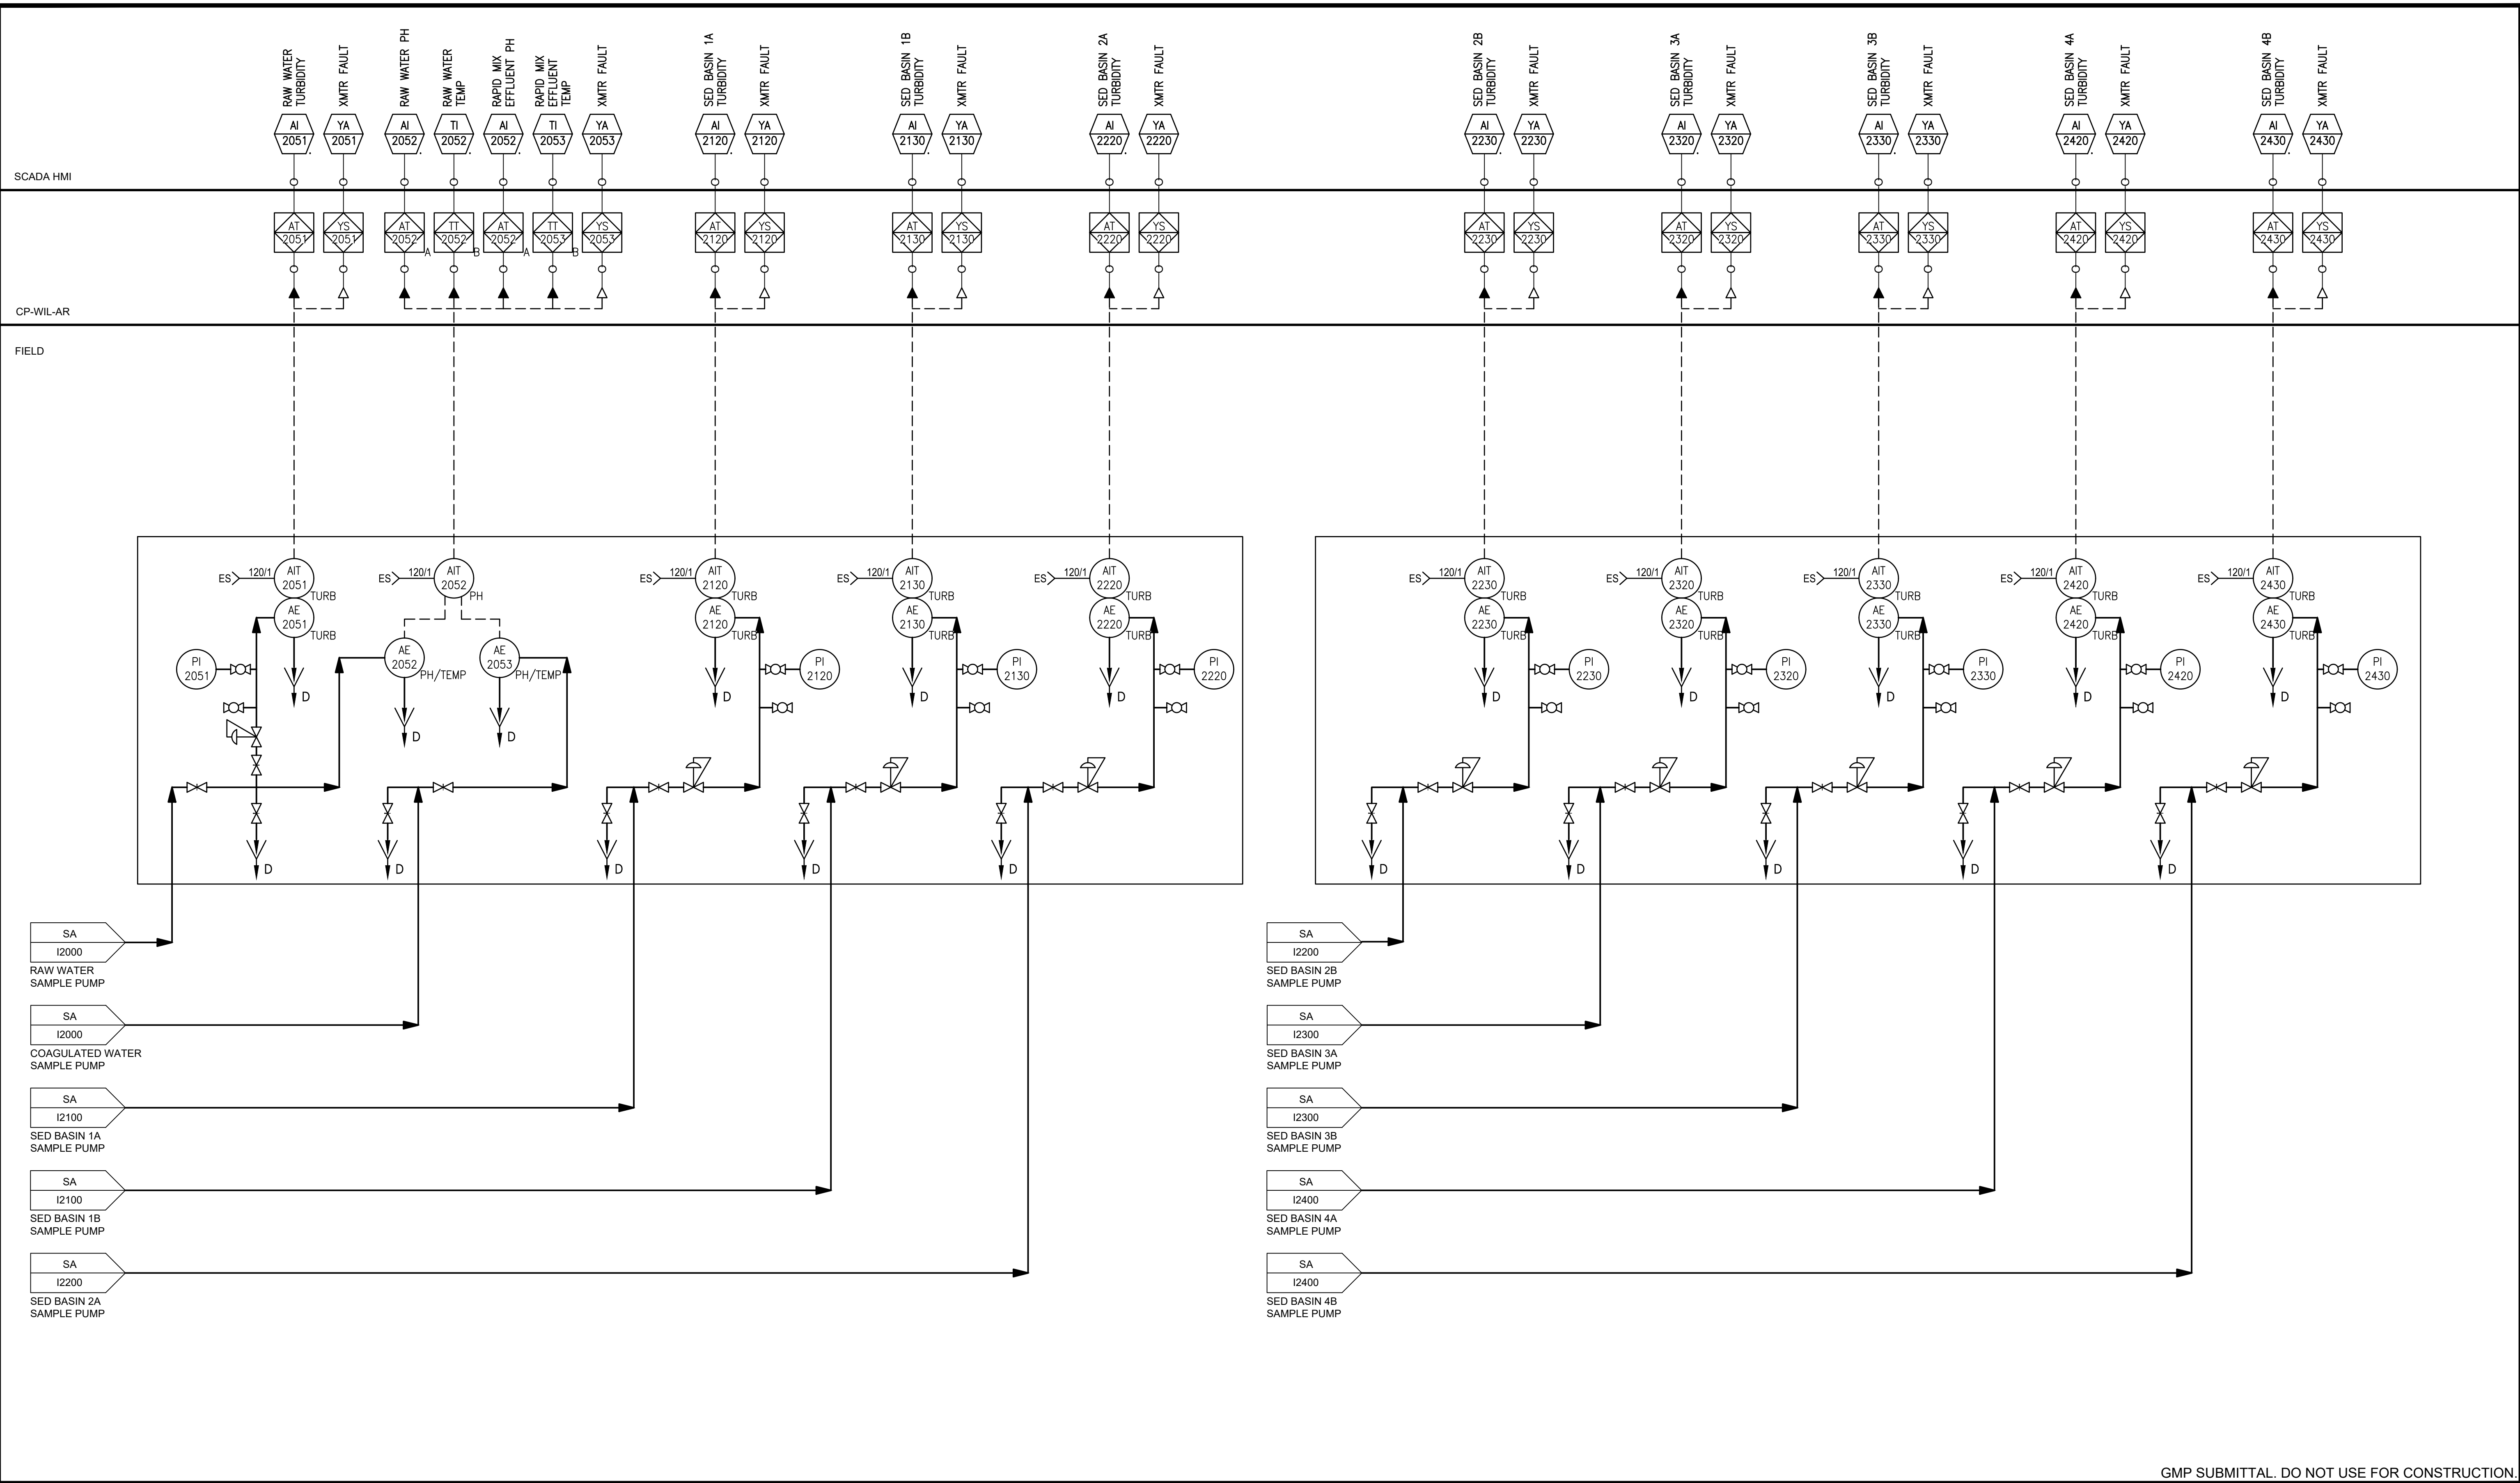 RAW WATER
TURBIDITY
XMTR FAULT
RAW WATER PH
RAW WATER
TEMP
RAPID MIX
EFFLUENT PH
RAPID MIX
EFFLUENT
TEMP
XMTR FAULT
SED BASIN 1A
TURBIDITY
XMTR FAULT
SED BASIN 1B
TURBIDITY
XMTR FAULT
SED BASIN 2A
TURBIDITY
XMTR FAULT
SED BASIN 2B
TURBIDITY
XMTR FAULT
SED BASIN 3A
TURBIDITY
XMTR FAULT
SED BASIN 3B
TURBIDITY
XMTR FAULT
SED BASIN 4A
TURBIDITY
XMTR FAULT
SED BASIN 4B
TURBIDITY
XMTR FAULT
AI YA AI TI AI TI YA AI YA AI YA AI YA AI YA AI YA AI YA AI YA AI YA
2051 2051 2052 2052 2052 2053 2053 2120 2120 2130 2130 2220 2220 2230 2230 2320 2320 2330 2330 2420 2420 2430 2430
SCADA HMI
AT YS AT TT AT TT YS AT YS AT YS AT YS AT YS AT YS AT YS AT YS AT YS
2051 2051 2052 2052 2052 2053 2053 2120 2120 2130 2130 2220 2220 2230 2230 2320 2320 2330 2330 2420 2420 2430 2430
A B A B
CP-WIL-AR
FIELD
ES 120/1 AIT 2051 TURB
ES 120/1 AIT 2052 PH
ES 120/1 AIT 2120 TURB
ES 120/1 AIT 2130 TURB
ES 120/1 AIT 2220 TURB
ES 120/1 AIT 2230 TURB
ES 120/1 AIT 2320 TURB
ES 120/1 AIT 2330 TURB
ES 120/1 AIT 2420 TURB
ES 120/1 AIT 2430 TURB
AE 2051 TURB
AE 2052 PH/TEMP
AE 2053 PH/TEMP
AE 2120 TURB
AE 2130 TURB
AE 2220 TURB
AE 2230 TURB
AE 2320 TURB
AE 2330 TURB
AE 2420 TURB
AE 2430 TURB
PI 2051
PI 2120
PI 2130
PI 2220
PI 2230
PI 2320
PI 2330
PI 2420
PI 2430
D D D D D D D D D D
D
D D D D D D D D D D
SA
I2000
RAW WATER
SAMPLE PUMP
SA
I2000
COAGULATED WATER
SAMPLE PUMP
SA
I2100
SED BASIN 1A
SAMPLE PUMP
SA
I2100
SED BASIN 1B
SAMPLE PUMP
SA
I2200
SED BASIN 2A
SAMPLE PUMP
SA
I2200
SED BASIN 2B
SAMPLE PUMP
SA
I2300
SED BASIN 3A
SAMPLE PUMP
SA
I2300
SED BASIN 3B
SAMPLE PUMP
SA
I2400
SED BASIN 4A
SAMPLE PUMP
SA
I2400
SED BASIN 4B
SAMPLE PUMP
GMP SUBMITTAL. DO NOT USE FOR CONSTRUCTION.